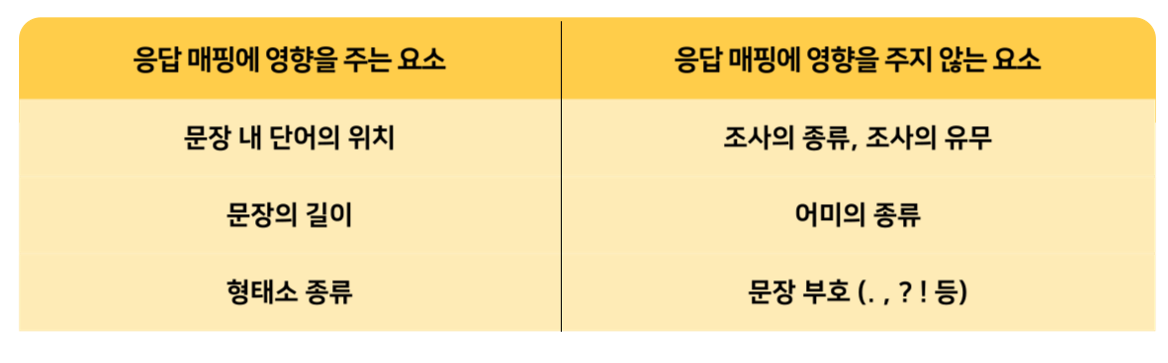 응답 매핑에 영향을 주는 요소 응답 매핑에 영향을 주지 않는 요소
문장 내 단어의 위치 조사의 종류, 조사의 유무
문장의 길이 어미의 종류
형태소 종류 문장 부호 (. , ? ! 등)